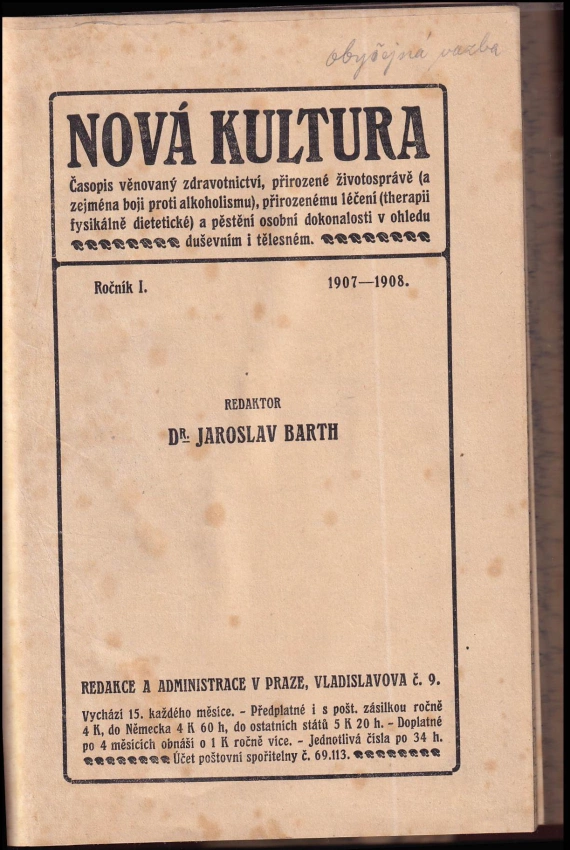 obyčejná vazba
NOVÁ KULTURA
Časopis věnovaný zdravotnictví, přirozené životosprávě (a
zejména boji proti alkoholismu), přirozenému léčení (therapii
fysikálně dietetické) a pěstění osobní dokonalosti v ohledu
duševním i tělesném.
Ročník I. 1907—1908.
REDAKTOR
DR. JAROSLAV BARTH
REDAKCE A ADMINISTRACE V PRAZE, VLADISLAVOVA č. 9.
Vychází 15. každého měsíce. - Předplatné i s pošt. zásilkou ročně
4 K, do Německa 4 K 60 h, do ostatních států 5 K 20 h. - Doplatné
po 4 měsících obnáší o 1 K ročně více. - Jednotlivá čísla po 34 h.
Účet poštovní spořitelny č. 69.113.